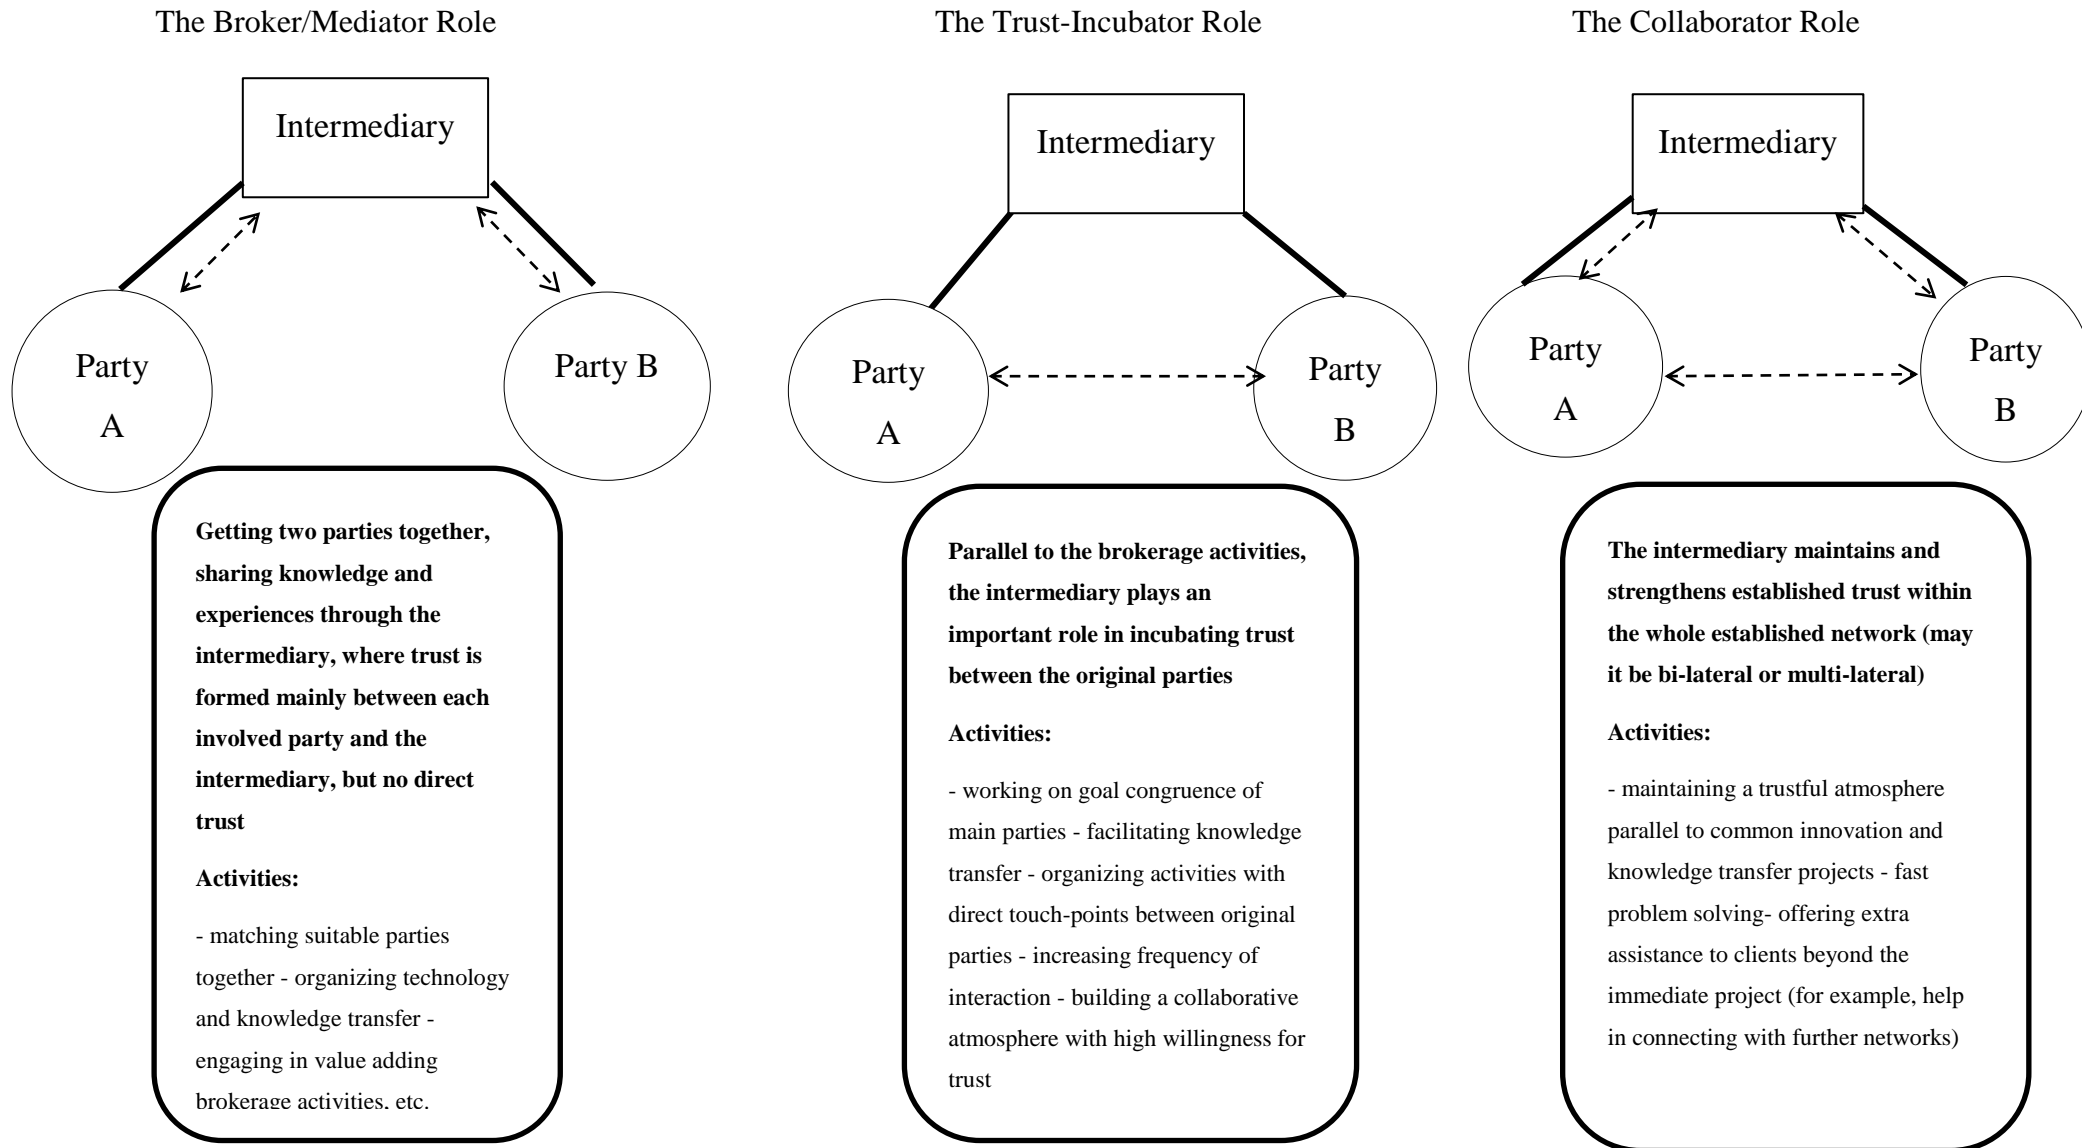 The Broker/Mediator Role
Intermediary
Party
A
Party B
Getting two parties together,
sharing knowledge and
experiences through the
intermediary, where trust is
formed mainly between each
involved party and the
intermediary, but no direct
trust
Activities:
- matching suitable parties
together - organizing technology
and knowledge transfer -
engaging in value adding
brokerage activities, etc.
The Trust-Incubator Role
Intermediary
Party
A
Party
B
Parallel to the brokerage activities,
the intermediary plays an
important role in incubating trust
between the original parties
Activities:
- working on goal congruence of
main parties - facilitating knowledge
transfer - organizing activities with
direct touch-points between original
parties - increasing frequency of
interaction - building a collaborative
atmosphere with high willingness for
trust
The Collaborator Role
Intermediary
Party
A
Party
B
The intermediary maintains and
strengthens established trust within
the whole established network (may
it be bi-lateral or multi-lateral)
Activities:
- maintaining a trustful atmosphere
parallel to common innovation and
knowledge transfer projects - fast
problem solving- offering extra
assistance to clients beyond the
immediate project (for example, help
in connecting with further networks)